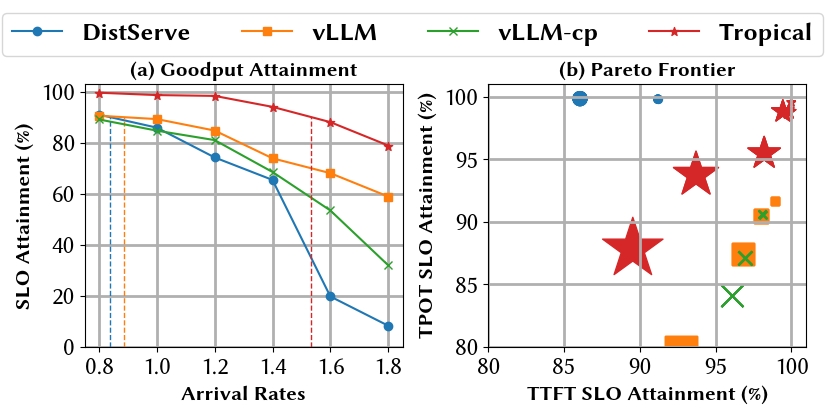 DistServe vLLM vLLM-cp Tropical
(a) Goodput Attainment
SLO Attainment (%)
100
80
60
40
20
0
0.8 1.0 1.2 1.4 1.6 1.8
Arrival Rates
(b) Pareto Frontier
TPOT SLO Attainment (%)
100
95
90
85
80
80 85 90 95 100
TTFT SLO Attainment (%)